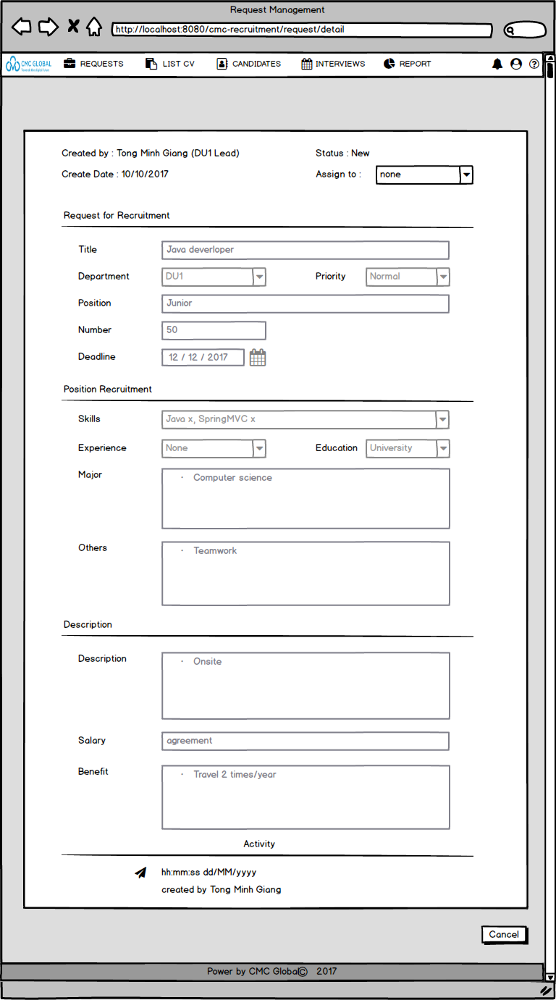 Request Management
http://localhost:8080/cmc-recruitment/request/detail
CMC GLOBAL
REQUESTS LIST CV CANDIDATES INTERVIEWS REPORT
Created by : Tong Minh Giang (DU1 Lead) Status : New
Create Date : 10/10/2017 Assign to : none
Request for Recruitment
Title Java deverloper
Department DU1 Priority Normal
Position Junior
Number 50
Deadline 12 / 12 / 2017
Position Recruitment
Skills Java x, SpringMVC x
Experience None Education University
Major · Computer science
Others · Teamwork
Description
Description · Onsite
Salary agreement
Benefit · Travel 2 times/year
Activity
hh:mm:ss dd/MM/yyyy
created by Tong Minh Giang
Cancel
Power by CMC Global© 2017